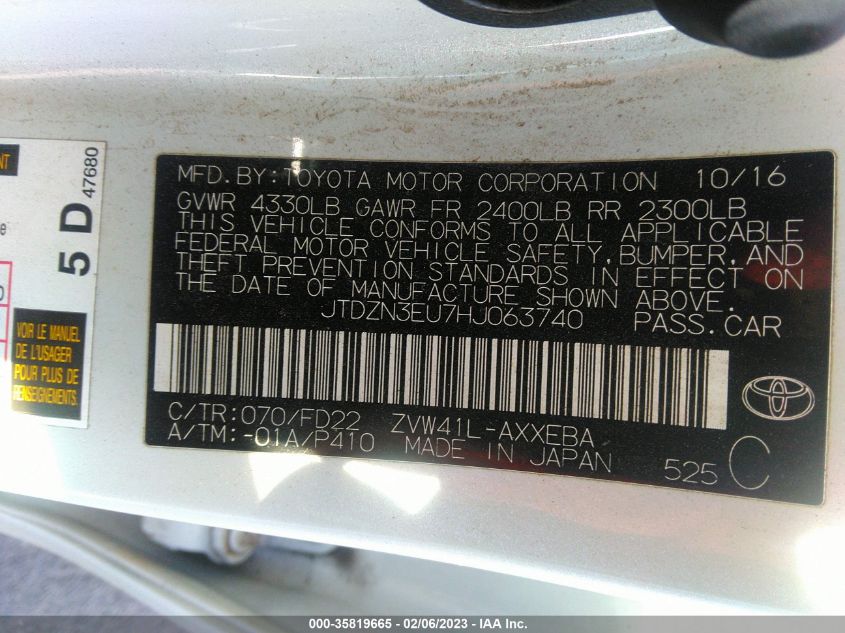 MFD.BY:TOYOTA MOTOR CORPORATION 10/16
GVWR 4330LB GAWR FR 2400LB RR 2300LB
THIS VEHICLE CONFORMS TO ALL APPLICABLE
FEDERAL MOTOR VEHICLE SAFETY,BUMPER,AND
THEFT PREVENTION STANDARDS IN EFFECT ON
THE DATE OF MANUFACTURE SHOWN ABOVE.
JTDZN3EU7HJ063740 PASS.CAR
C/TR:070/FD22 ZVW41L-AXXEBA
A/TM:-01A/P410 MADE IN JAPAN 525 C
5 D 47680
VOIR LE MANUEL
DE L'USAGER
POUR PLUS DE
RENSEIGNEMENTS.
000-35819665 - 02/06/2023 - IAA Inc.